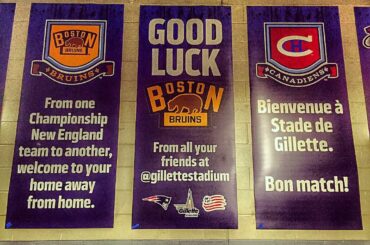 BOSTON
BRUINS
BRUINS
From one
Championship
New England
team to another,
welcome to your
home away
from home.
GOOD
LUCK
BOSTON
BRUINS
From all your
friends at
@gillettestadium
CANADIENS
Bienvenue à
Stade de
Gillette.
Bon match!